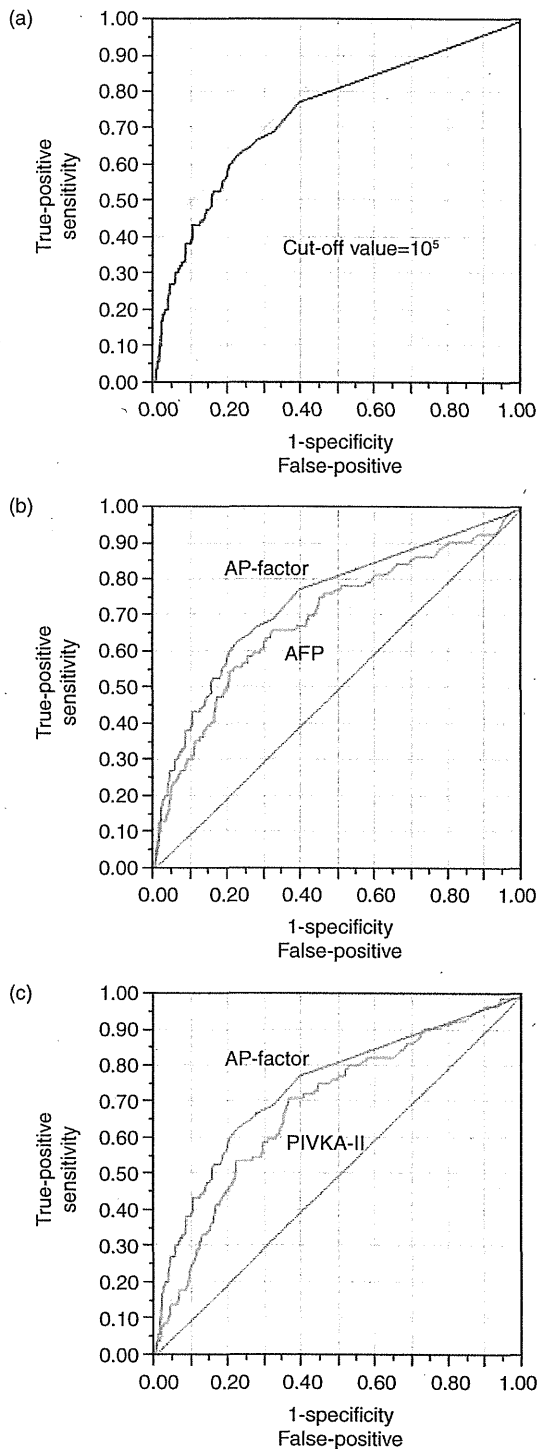 (a)
1.00
0.90
0.80
0.70
0.60
0.50
0.40
0.30
0.20
0.10
0.00
True-positive
sensitivity
Cut-off value=10⁵
0.00 0.20 0.40 0.60 0.80 1.00
1-specificity
False-positive
(b)
1.00
0.90
0.80
0.70
0.60
0.50
0.40
0.30
0.20
0.10
0.00
True-positive
sensitivity
AP-factor
AFP
0.00 0.20 0.40 0.60 0.80 1.00
1-specificity
False-positive
(c)
1.00
0.90
0.80
0.70
0.60
0.50
0.40
0.30
0.20
0.10
0.00
True-positive
sensitivity
AP-factor
PIVKA-II
0.00 0.20 0.40 0.60 0.80 1.00
1-specificity
False-positive